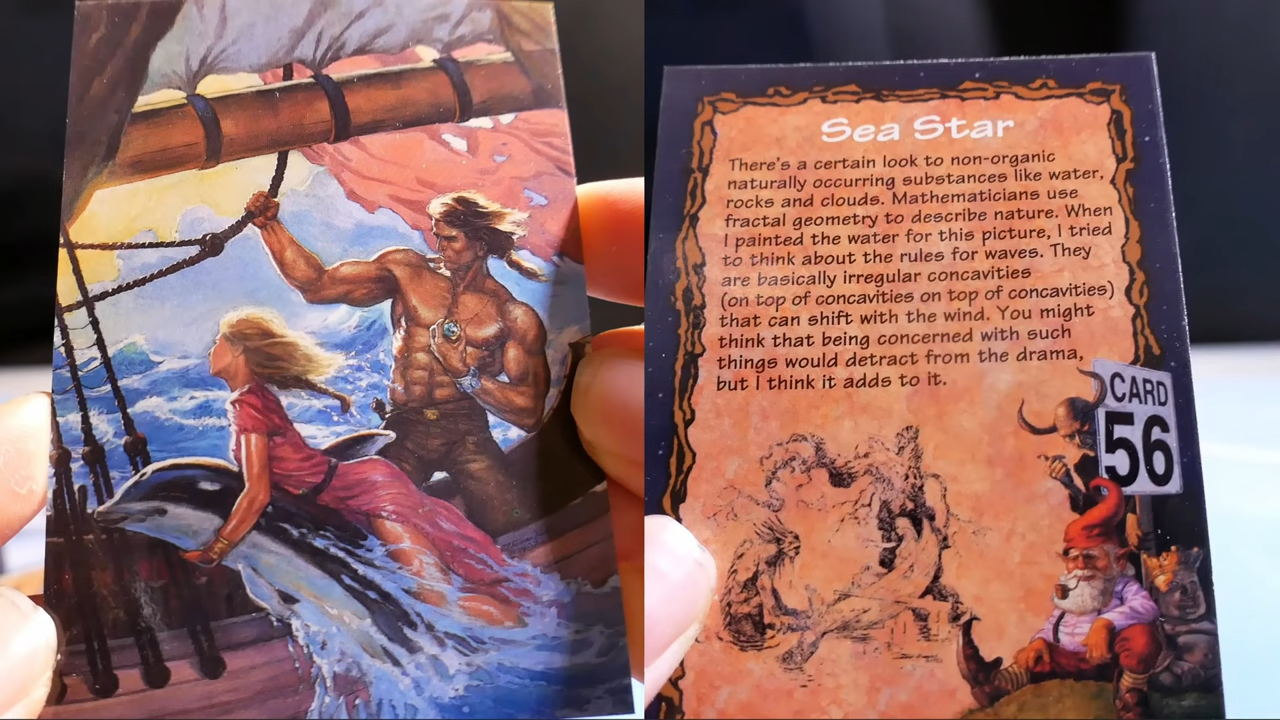 Sea Star
There's a certain look to non-organic
naturally occurring substances like water,
rocks and clouds. Mathematicians use
fractal geometry to describe nature. When
I painted the water for this picture, I tried
to think about the rules for waves. They
are basically irregular concavities
(on top of concavities on top of concavities)
that can shift with the wind. You might
think that being concerned with such
things would detract from the drama,
but I think it adds to it.
CARD
56